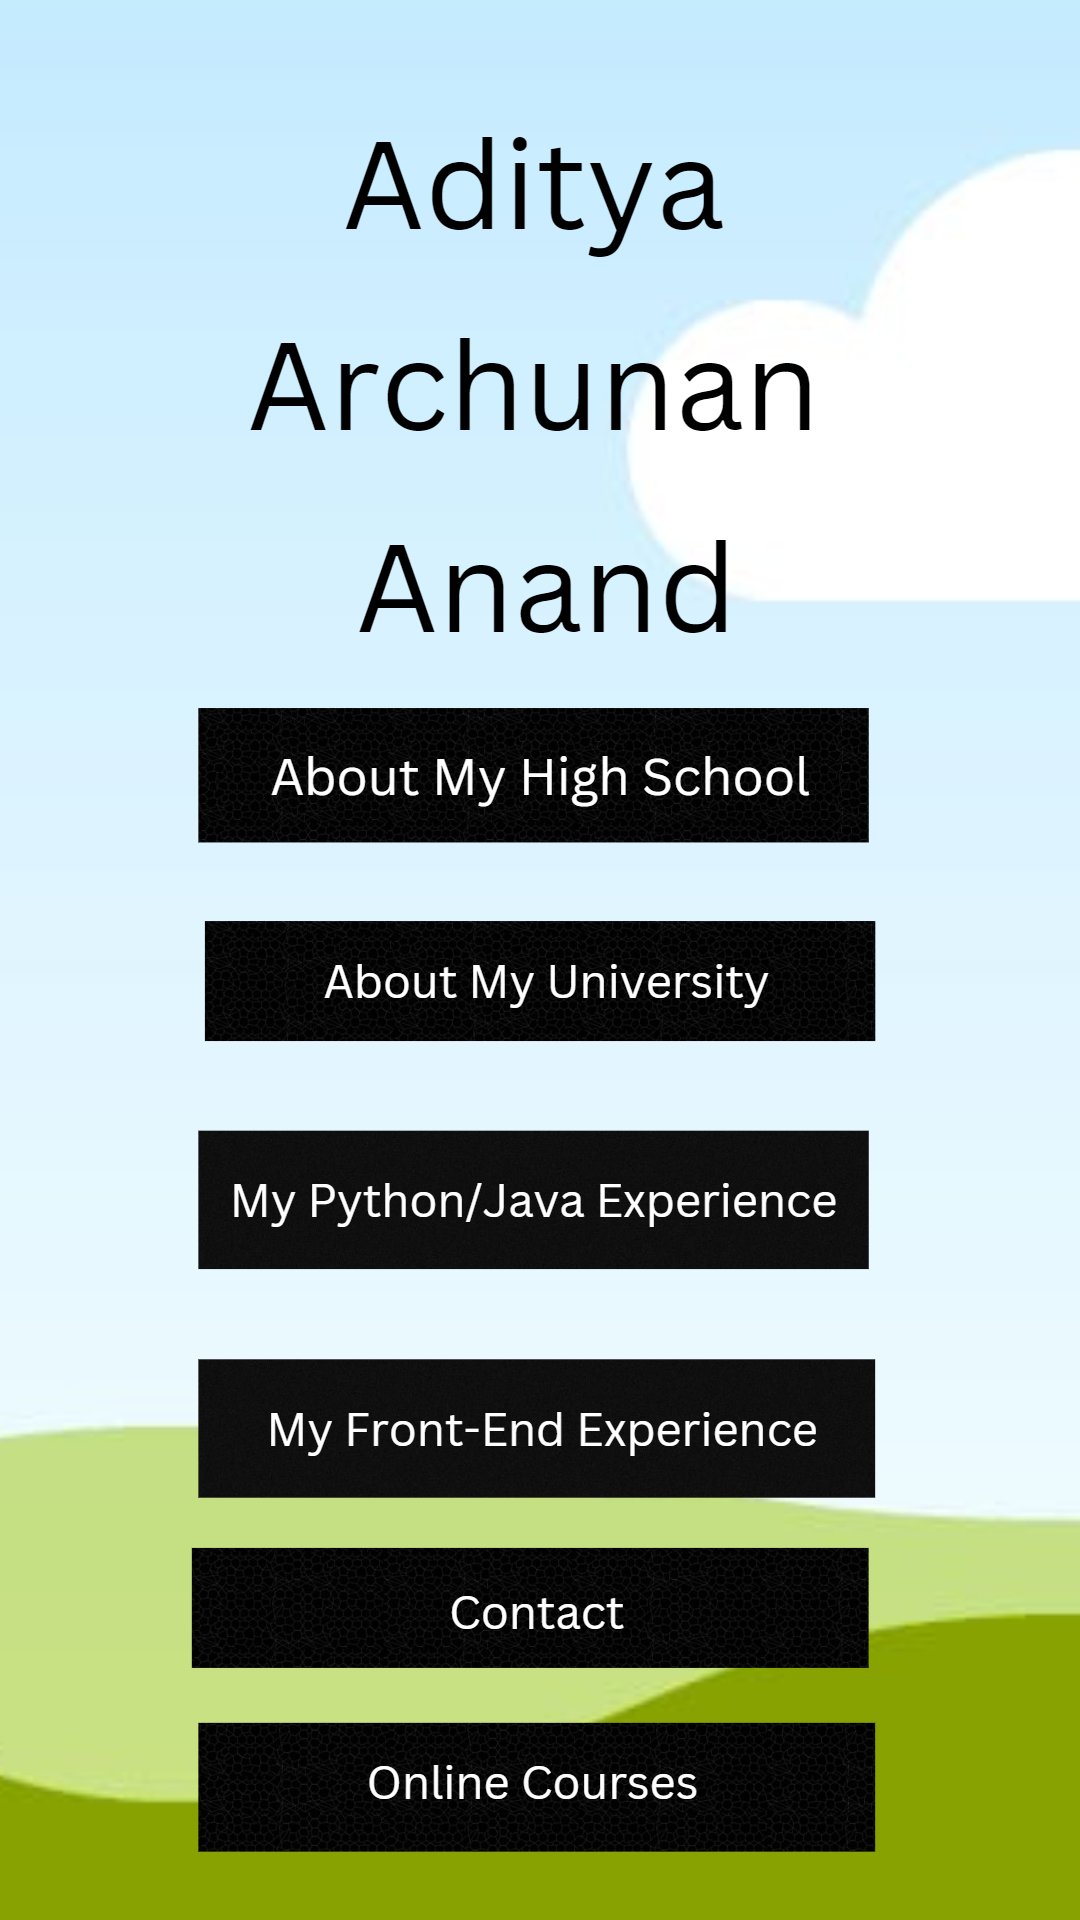 Aditya
Archunan
Anand
About My High School
About My University
My Python/Java Experience
My Front-End Experience
Contact
Online Courses